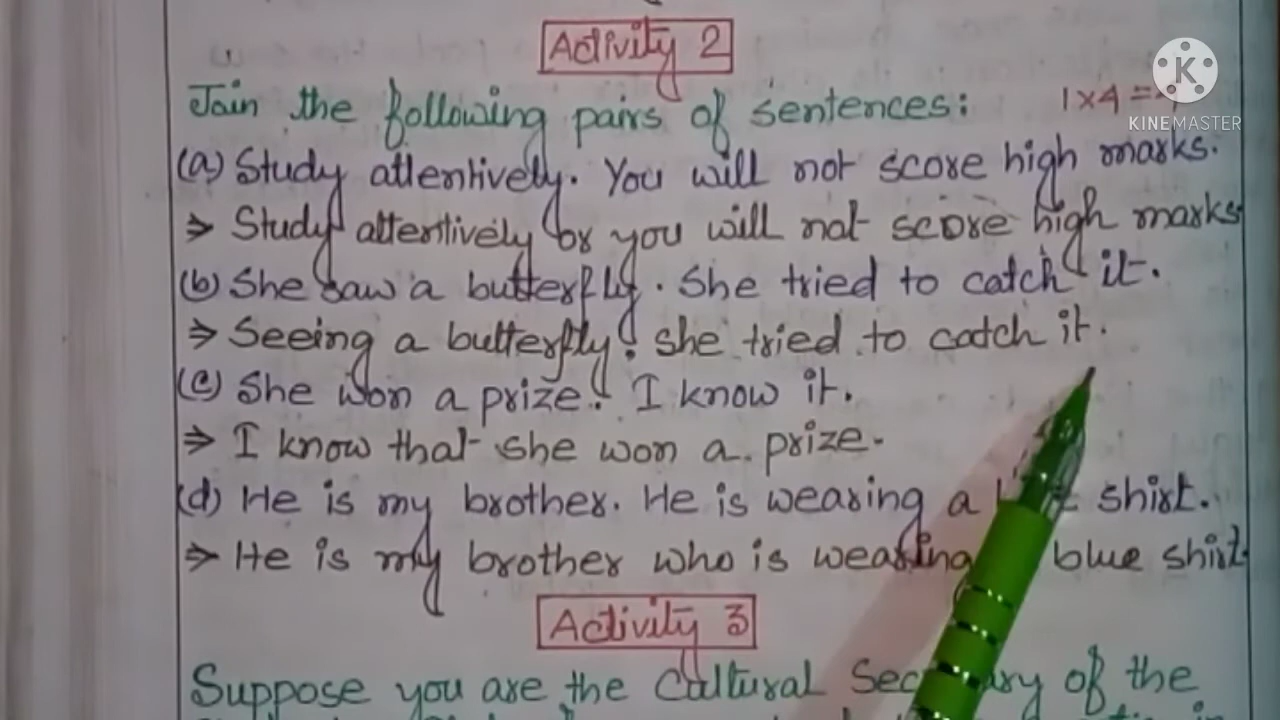 Activity 2
Join the following pairs of sentences: 1×4=4
KINEMASTER
(a) Study attentively. You will not score high marks.
⇒ Study attentively or you will not score high marks
(b) She saw a butterfly. She tried to catch it.
⇒ Seeing a butterfly, she tried to catch it.
(c) She won a prize. I know it.
⇒ I know that she won a prize.
(d) He is my brother. He is wearing a shirt.
⇒ He is my brother who is wearing blue shirt.
Activity 3
Suppose you are the Cultural Secretary of the